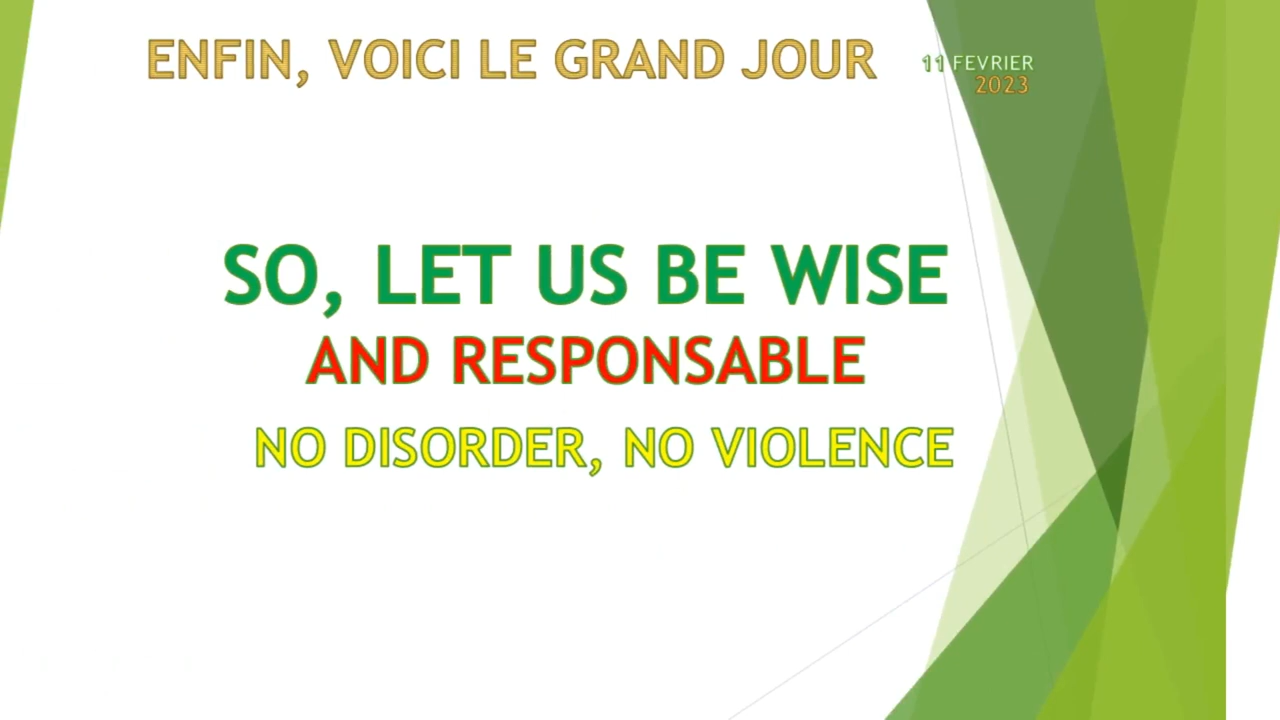 ENFIN, VOICI LE GRAND JOUR
11 FEVRIER
2023
SO, LET US BE WISE
AND RESPONSABLE
NO DISORDER, NO VIOLENCE